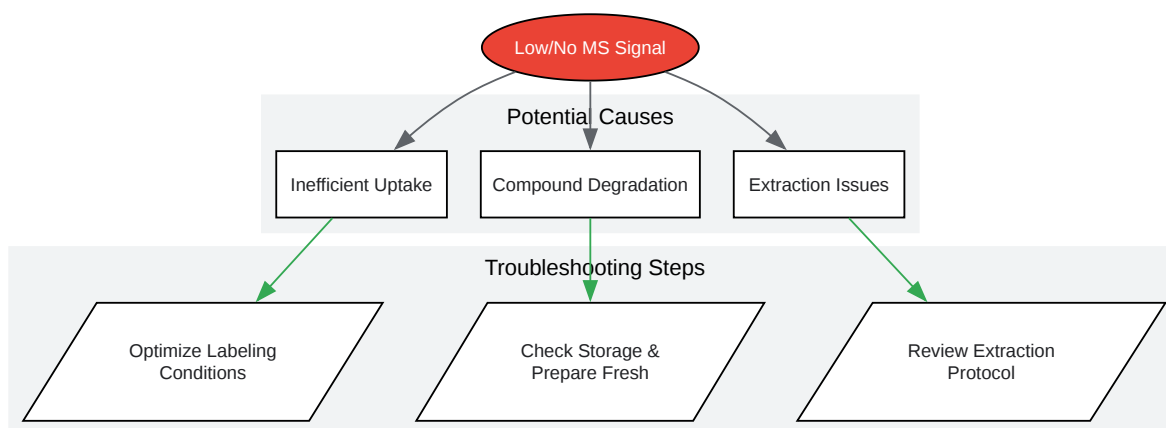 Low/No MS Signal
Potential Causes
Inefficient Uptake
Compound Degradation
Extraction Issues
Troubleshooting Steps
Optimize Labeling
Conditions
Check Storage &
Prepare Fresh
Review Extraction
Protocol